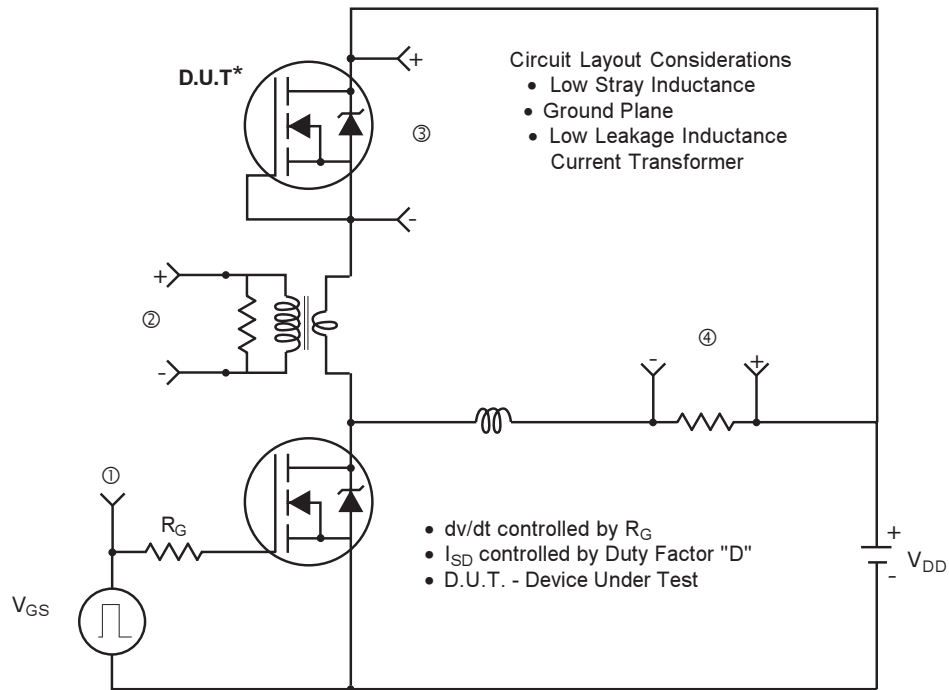 D.U.T*
+
③
-
Circuit Layout Considerations
• Low Stray Inductance
• Ground Plane
• Low Leakage Inductance
Current Transformer
+
②
-
④
-
+
①
R_G
V_GS
• dv/dt controlled by R_G
• I_SD controlled by Duty Factor "D"
• D.U.T. - Device Under Test
+
V_DD
-